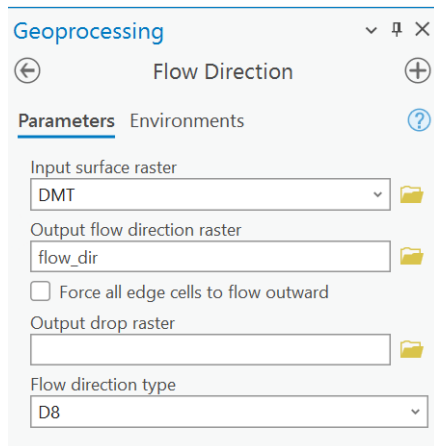 Geoprocessing
Flow Direction
Parameters Environments
Input surface raster
DMT
Output flow direction raster
flow_dir
Force all edge cells to flow outward
Output drop raster
Flow direction type
D8